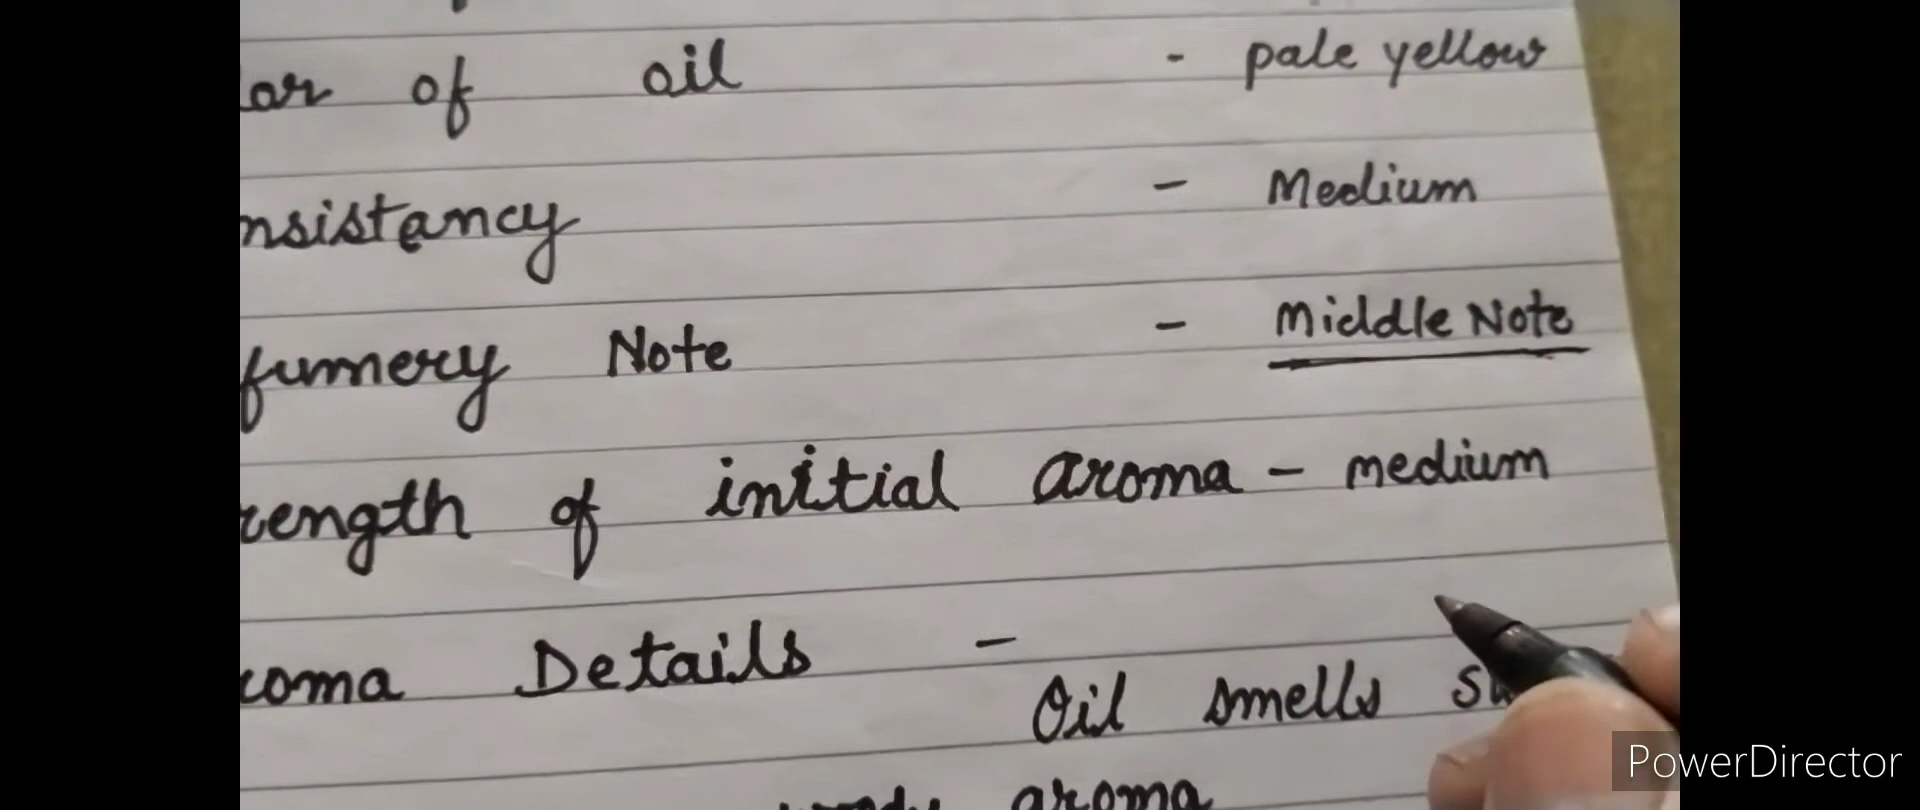 lor of oil - pale yellow
nsistancy - Medium
fumery Note - Middle Note
rength of initial aroma - medium
roma Details -
Oil smells
aroma
PowerDirector